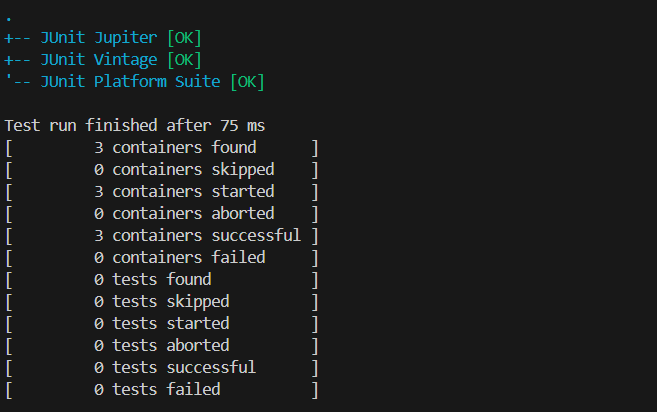 .
+-- JUnit Jupiter [OK]
+-- JUnit Vintage [OK]
'-- JUnit Platform Suite [OK]

Test run finished after 75 ms
[         3 containers found      ]
[         0 containers skipped    ]
[         3 containers started    ]
[         0 containers aborted    ]
[         3 containers successful ]
[         0 containers failed     ]
[         0 tests found           ]
[         0 tests skipped         ]
[         0 tests started         ]
[         0 tests aborted         ]
[         0 tests successful      ]
[         0 tests failed          ]